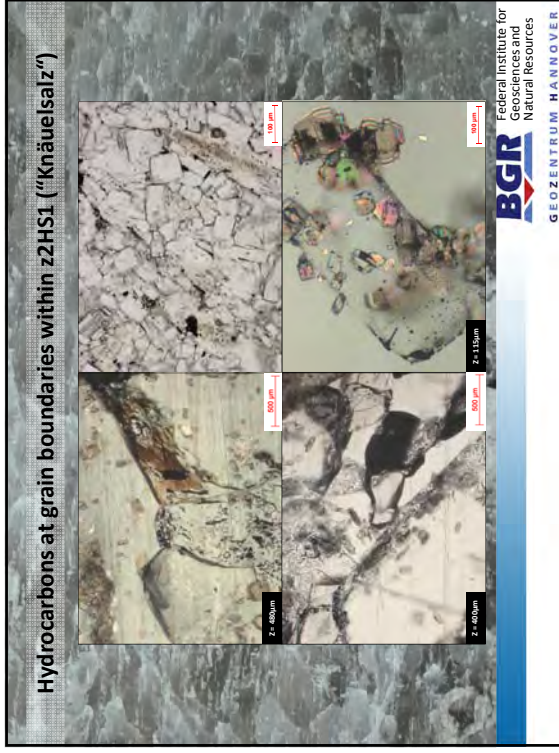 Hydrocarbons at grain boundaries within z2HS1 (“Knäuelsalz“)
500 µm
Z = 480µm
100 µm
500 µm
Z = 400µm
100 µm
Z = 115µm
BGR
Federal Institute for
Geosciences and
Natural Resources
GEOZENTRUM HANNOVER